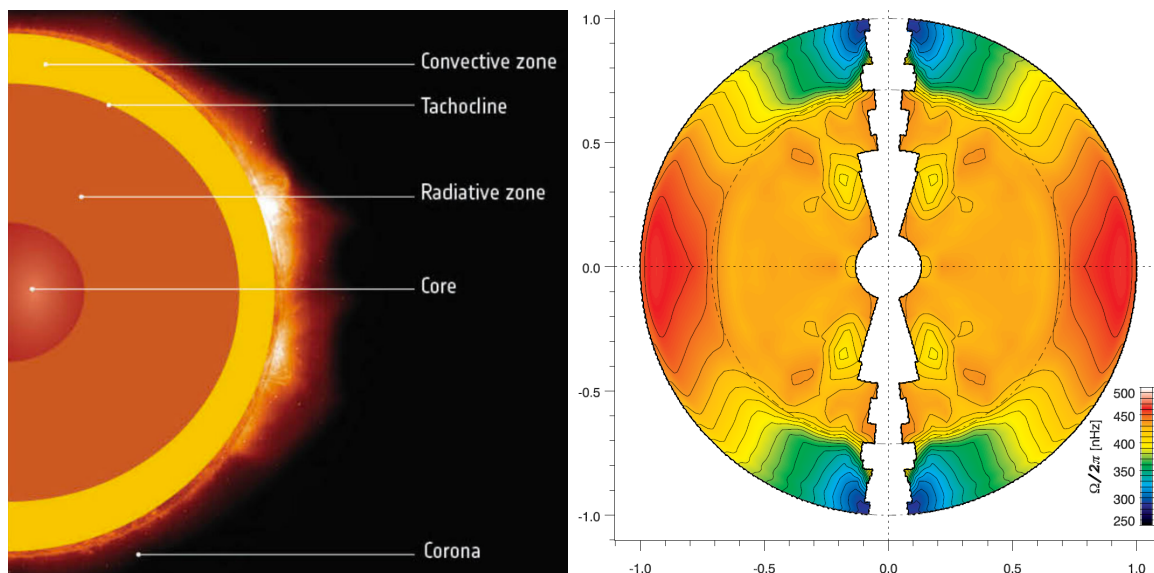 Convective zone
Tachocline
Radiative zone
Core
Corona
1.0
0.5
0.0
-0.5
-1.0
-1.0
-0.5
0.0
0.5
1.0
Ω/2π [nHz]
500
450
400
350
300
250